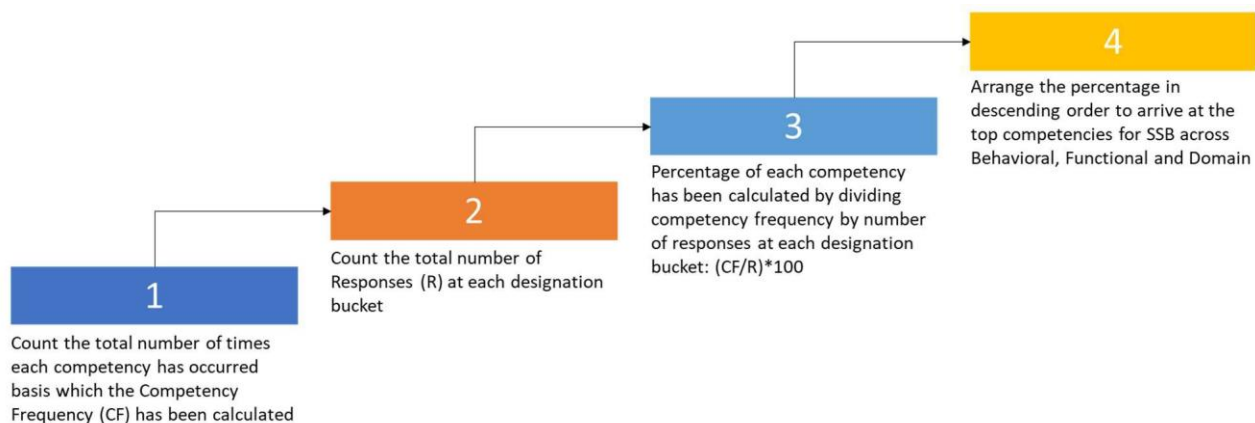 1
Count the total number of times
each competency has occurred
basis which the Competency
Frequency (CF) has been calculated
2
Count the total number of
Responses (R) at each designation
bucket
3
Percentage of each competency
has been calculated by dividing
competency frequency by number
of responses at each designation
bucket: (CF/R)*100
4
Arrange the percentage in
descending order to arrive at the
top competencies for SSB across
Behavioral, Functional and Domain